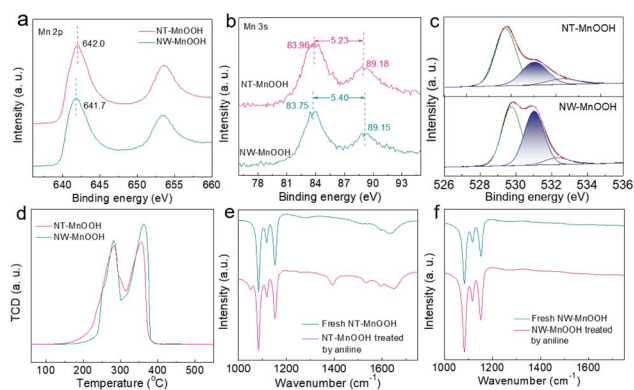 a
Mn 2p
NT-MnOOH
NW-MnOOH
642.0
641.7
Intensity (a. u.)
640 645 650 655 660
Binding energy (eV)
b
Mn 3s
5.23
83.96
89.18
NT-MnOOH
5.40
83.75
89.15
NW-MnOOH
Intensity (a. u.)
78 81 84 87 90 93
Binding energy (eV)
c
NT-MnOOH
NW-MnOOH
Intensity (a. u.)
526 528 530 532 534 536
Binding energy (eV)
d
NT-MnOOH
NW-MnOOH
TCD (a. u.)
100 200 300 400 500
Temperature (°C)
e
Fresh NT-MnOOH
NT-MnOOH treated
by aniline
Intensity (a. u.)
1000 1200 1400 1600
Wavenumber (cm⁻¹)
f
Fresh NW-MnOOH
NW-MnOOH treated
by aniline
Intensity (a. u.)
1000 1200 1400 1600
Wavenumber (cm⁻¹)